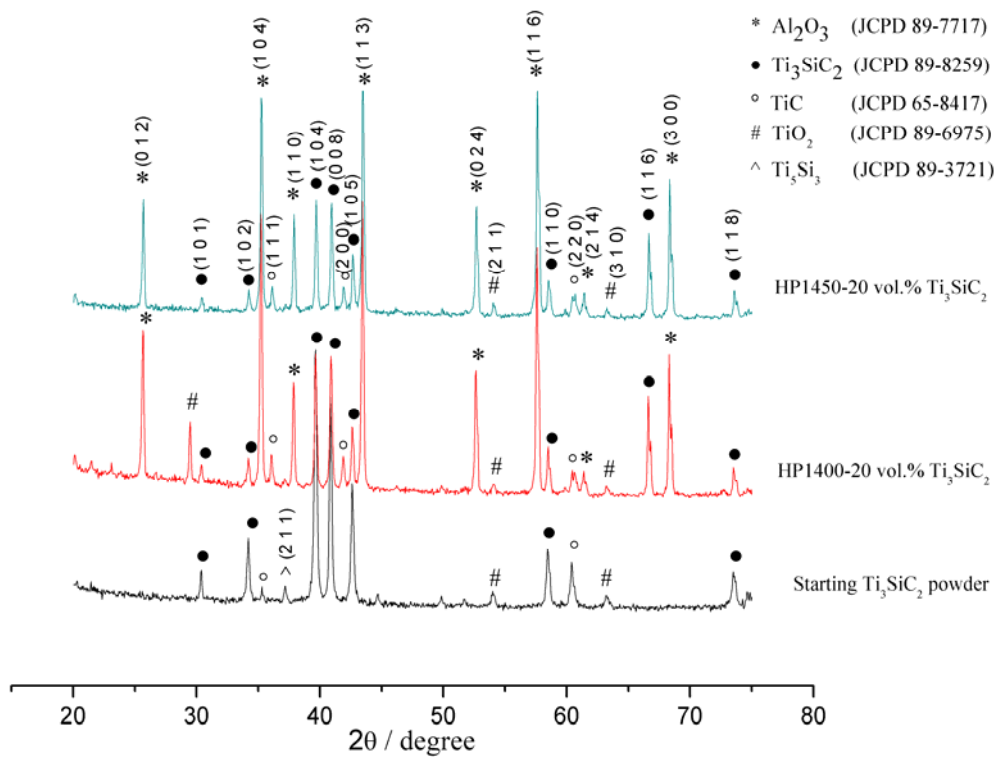 * Al₂O₃ (JCPD 89-7717)
● Ti₃SiC₂ (JCPD 89-8259)
○ TiC (JCPD 65-8417)
# TiO₂ (JCPD 89-6975)
^ Ti₅Si₃ (JCPD 89-3721)
*(0 1 2)
●(1 0 1)
●(1 0 2)
*(1 0 4)
○(1 1 1)
*(1 1 0)
●(1 0 4)
●(0 0 8)
○(2 0 0)
●(1 0 5)
*(1 1 3)
*(0 2 4)
#(2 1 1)
*(1 1 6)
●(1 1 0)
○(2 2 0)
*(2 1 4)
#(3 1 0)
●(1 1 6)
*(3 0 0)
●(1 1 8)
HP1450-20 vol.% Ti₃SiC₂
* # ● ● ○ * ● ● ○ ● * # ● ○ * # ● * ●
HP1400-20 vol.% Ti₃SiC₂
● ● ○ ^(2 1 1) # ● ○ # ●
Starting Ti₃SiC₂ powder
20 30 40 50 60 70 80
2θ / degree